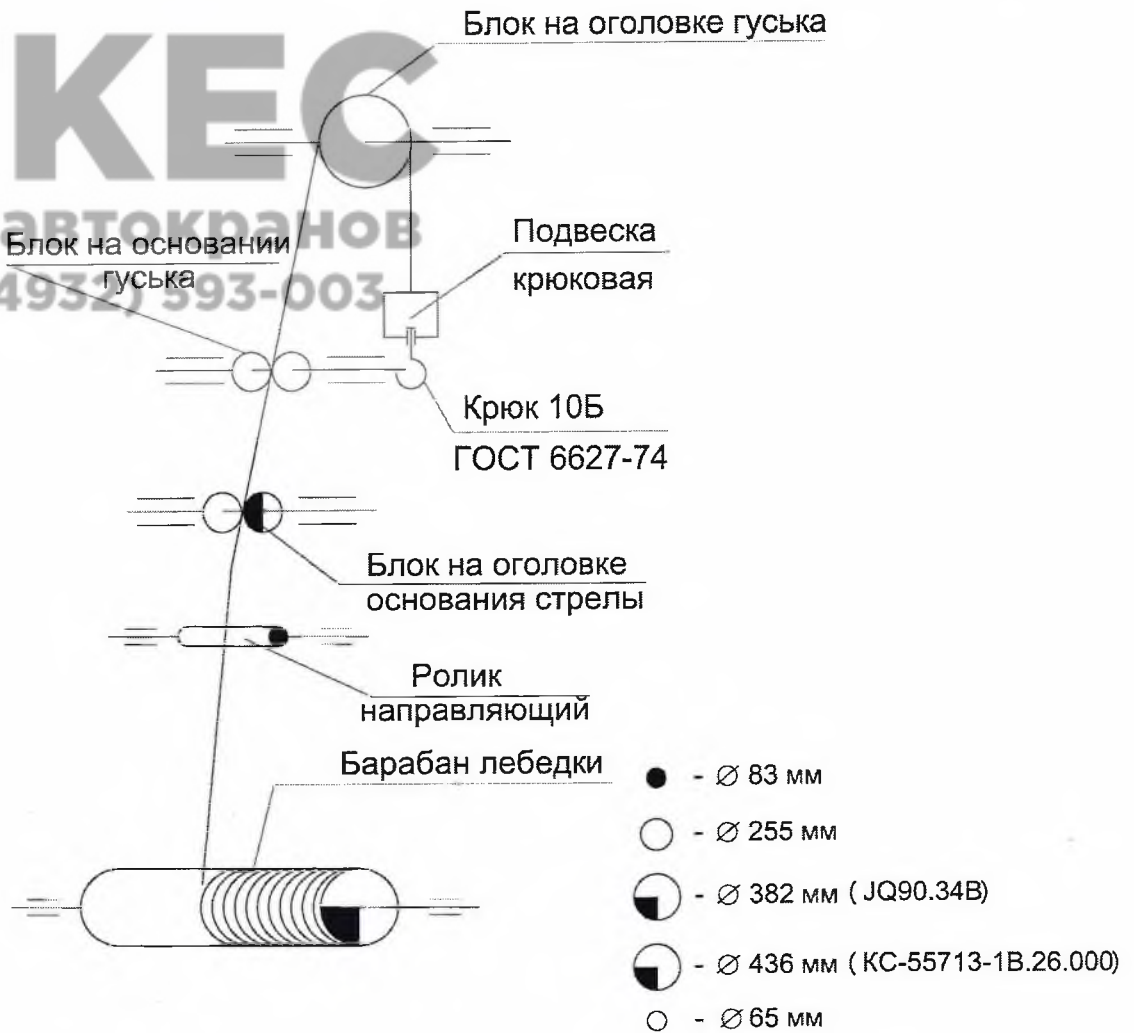 Блок на оголовке гуська
КЕС
автокранов
4932) 593-003
Блок на основании
гуська
Подвеска
крюковая
Крюк 10Б
ГОСТ 6627-74
Блок на оголовке
основания стрелы
Ролик
направляющий
Барабан лебедки
- ∅ 83 мм
- ∅ 255 мм
- ∅ 382 мм ( JQ90.34В)
- ∅ 436 мм ( КС-55713-1В.26.000)
- ∅ 65 мм